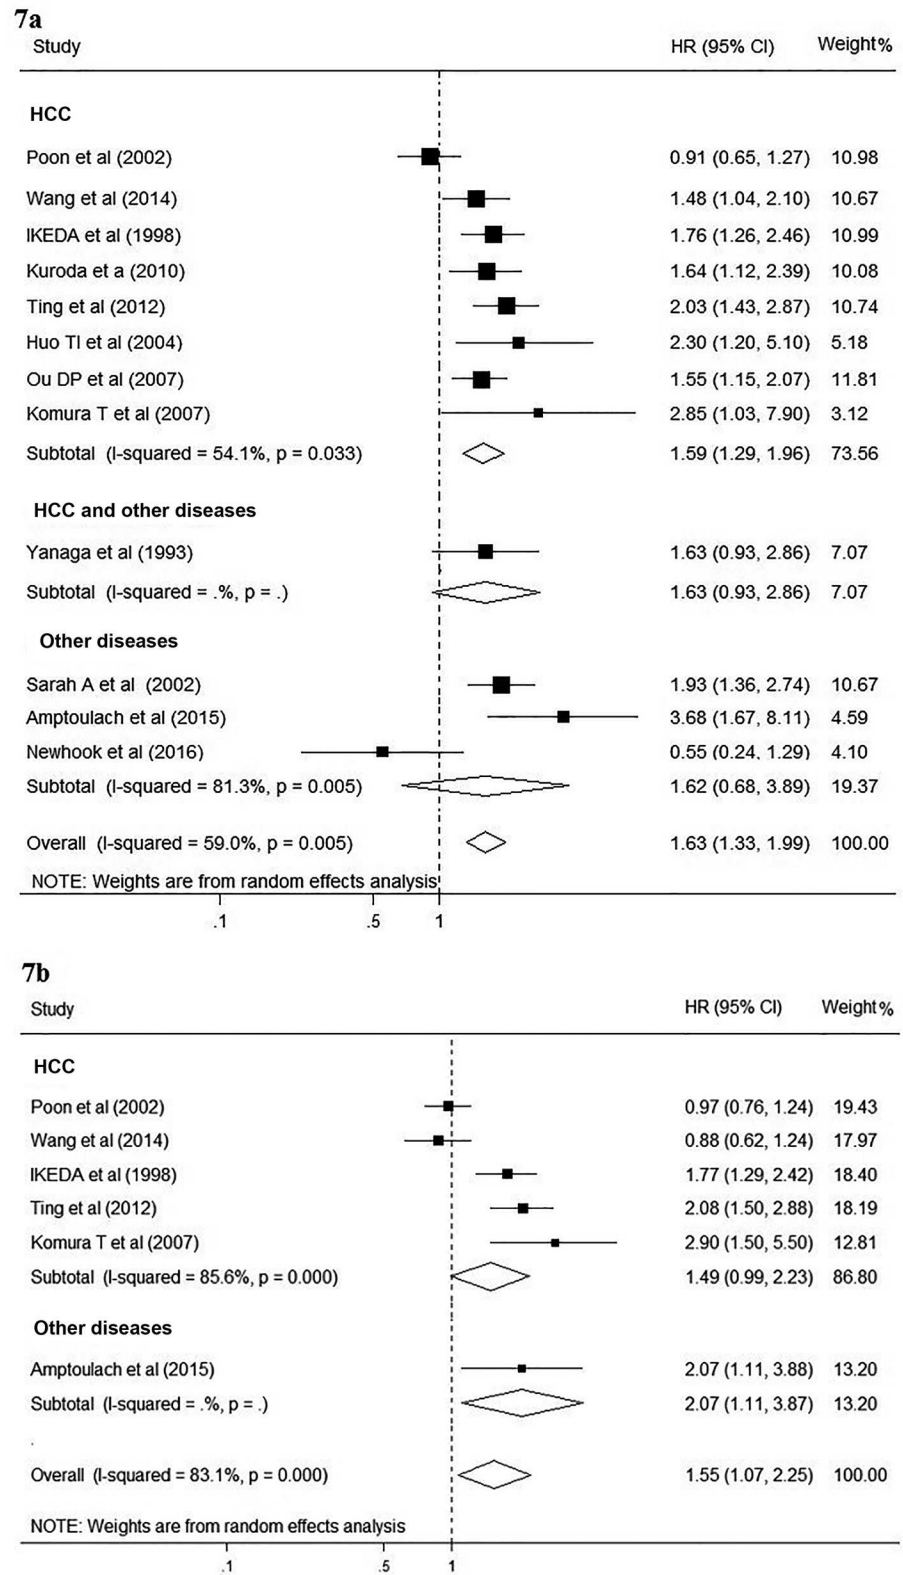 7a
Study HR (95% CI) Weight%
HCC
Poon et al (2002) 0.91 (0.65, 1.27) 10.98
Wang et al (2014) 1.48 (1.04, 2.10) 10.67
IKEDA et al (1998) 1.76 (1.26, 2.46) 10.99
Kuroda et a (2010) 1.64 (1.12, 2.39) 10.08
Ting et al (2012) 2.03 (1.43, 2.87) 10.74
Huo TI et al (2004) 2.30 (1.20, 5.10) 5.18
Ou DP et al (2007) 1.55 (1.15, 2.07) 11.81
Komura T et al (2007) 2.85 (1.03, 7.90) 3.12
Subtotal (I-squared = 54.1%, p = 0.033) 1.59 (1.29, 1.96) 73.56
HCC and other diseases
Yanaga et al (1993) 1.63 (0.93, 2.86) 7.07
Subtotal (I-squared = .%, p = .) 1.63 (0.93, 2.86) 7.07
Other diseases
Sarah A et al (2002) 1.93 (1.36, 2.74) 10.67
Amptoulach et al (2015) 3.68 (1.67, 8.11) 4.59
Newhook et al (2016) 0.55 (0.24, 1.29) 4.10
Subtotal (I-squared = 81.3%, p = 0.005) 1.62 (0.68, 3.89) 19.37
Overall (I-squared = 59.0%, p = 0.005) 1.63 (1.33, 1.99) 100.00
NOTE: Weights are from random effects analysis
.1 .5 1
7b
Study HR (95% CI) Weight%
HCC
Poon et al (2002) 0.97 (0.76, 1.24) 19.43
Wang et al (2014) 0.88 (0.62, 1.24) 17.97
IKEDA et al (1998) 1.77 (1.29, 2.42) 18.40
Ting et al (2012) 2.08 (1.50, 2.88) 18.19
Komura T et al (2007) 2.90 (1.50, 5.50) 12.81
Subtotal (I-squared = 85.6%, p = 0.000) 1.49 (0.99, 2.23) 86.80
Other diseases
Amptoulach et al (2015) 2.07 (1.11, 3.88) 13.20
Subtotal (I-squared = .%, p = .) 2.07 (1.11, 3.87) 13.20
.
Overall (I-squared = 83.1%, p = 0.000) 1.55 (1.07, 2.25) 100.00
NOTE: Weights are from random effects analysis
.1 .5 1